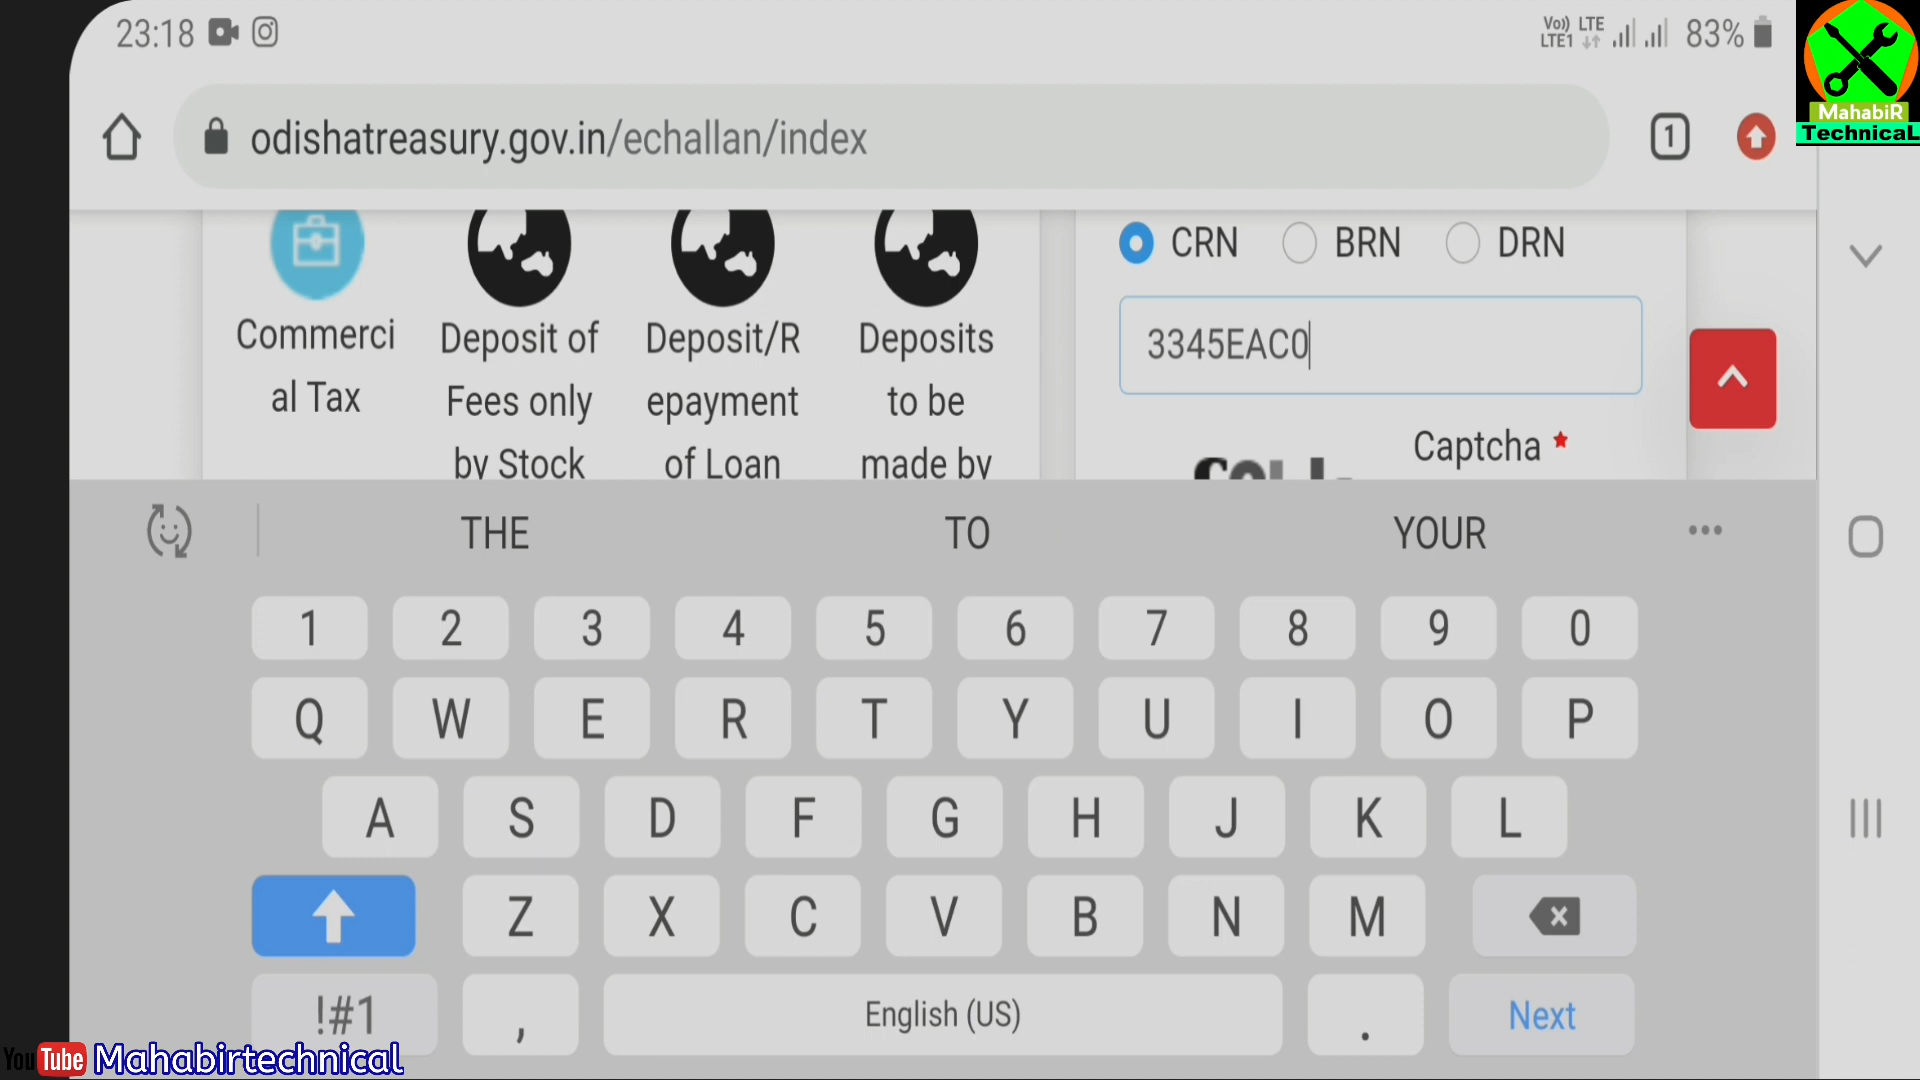 23:18
Vo)) LTE
LTE1
83%
MahabiR
TechnicaL
odishatreasury.gov.in/echallan/index
1
CRN BRN DRN
3345EAC0
Captcha *
Commerci
al Tax
Deposit of
Fees only
by Stock
Deposit/R
epayment
of Loan
Deposits
to be
made by
THE TO YOUR
1 2 3 4 5 6 7 8 9 0
Q W E R T Y U I O P
A S D F G H J K L
Z X C V B N M
!#1 , English (US) . Next
YouTube Mahabirtechnical